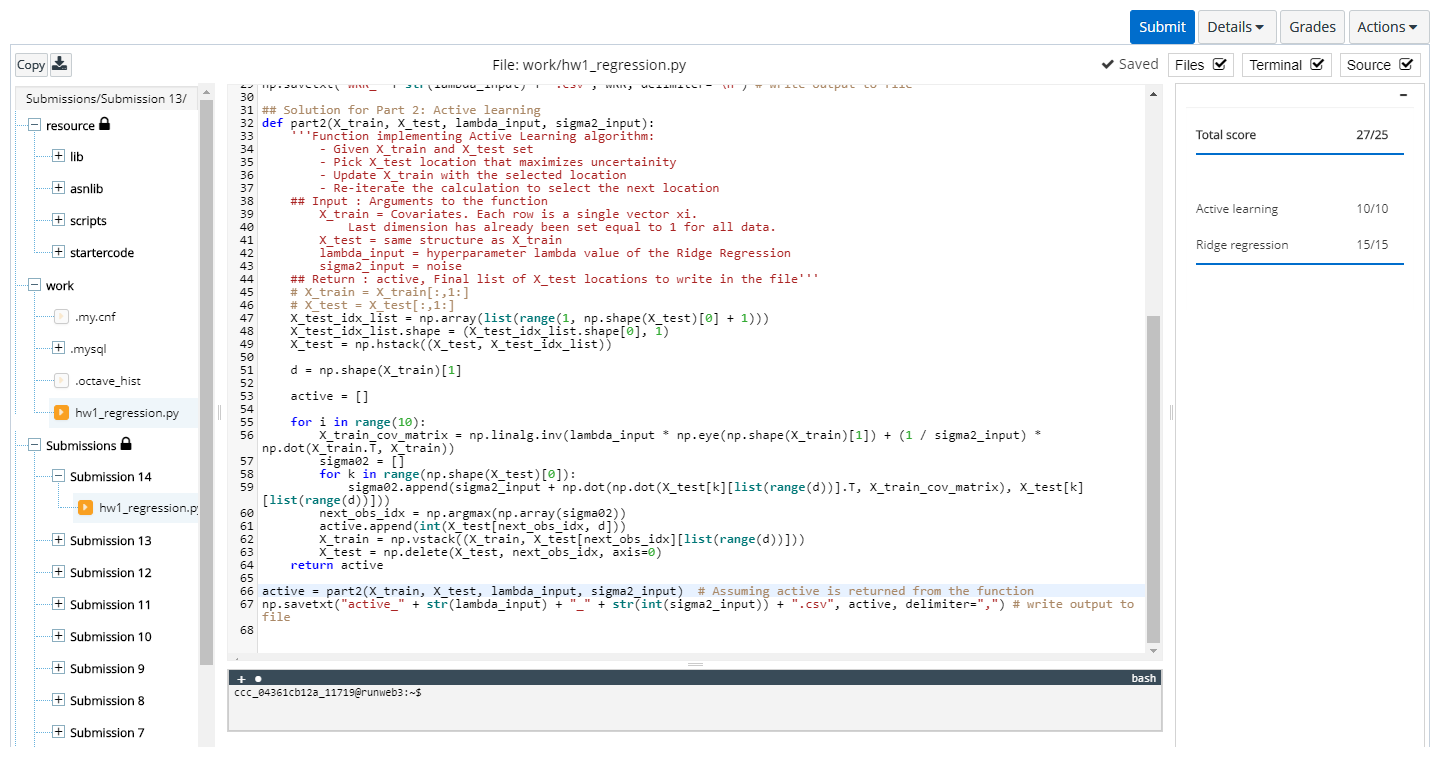 Submit Details Grades Actions
Copy File: work/hw1_regression.py Saved Files Terminal Source
Submissions/Submission 13/
resource
lib
asnlib
scripts
startercode
work
.my.cnf
.mysql
.octave_hist
hw1_regression.py
Submissions
Submission 14
hw1_regression.py
Submission 13
Submission 12
Submission 11
Submission 10
Submission 9
Submission 8
Submission 7
29 np.savetxt("wRR_" + str(lambda_input) + ".csv", wRR, delimiter="\n") # write output to file
30
31 ## Solution for Part 2: Active learning
32 def part2(X_train, X_test, lambda_input, sigma2_input):
33     '''Function implementing Active Learning algorithm:
34         - Given X_train and X_test set
35         - Pick X_test location that maximizes uncertainity
36         - Update X_train with the selected location
37         - Re-iterate the calculation to select the next location
38     ## Input : Arguments to the function
39         X_train = Covariates. Each row is a single vector xi.
40             Last dimension has already been set equal to 1 for all data.
41         X_test = same structure as X_train
42         lambda_input = hyperparameter lambda value of the Ridge Regression
43         sigma2_input = noise
44     ## Return : active, Final list of X_test locations to write in the file'''
45     # X_train = X_train[:,1:]
46     # X_test = X_test[:,1:]
47     X_test_idx_list = np.array(list(range(1, np.shape(X_test)[0] + 1)))
48     X_test_idx_list.shape = (X_test_idx_list.shape[0], 1)
49     X_test = np.hstack((X_test, X_test_idx_list))
50
51     d = np.shape(X_train)[1]
52
53     active = []
54
55     for i in range(10):
56         X_train_cov_matrix = np.linalg.inv(lambda_input * np.eye(np.shape(X_train)[1]) + (1 / sigma2_input) *
np.dot(X_train.T, X_train))
57         sigma02 = []
58         for k in range(np.shape(X_test)[0]):
59             sigma02.append(sigma2_input + np.dot(np.dot(X_test[k][list(range(d))].T, X_train_cov_matrix), X_test[k]
[list(range(d))]))
60         next_obs_idx = np.argmax(np.array(sigma02))
61         active.append(int(X_test[next_obs_idx, d]))
62         X_train = np.vstack((X_train, X_test[next_obs_idx][list(range(d))]))
63         X_test = np.delete(X_test, next_obs_idx, axis=0)
64     return active
65
66 active = part2(X_train, X_test, lambda_input, sigma2_input)  # Assuming active is returned from the function
67 np.savetxt("active_" + str(lambda_input) + "_" + str(int(sigma2_input)) + ".csv", active, delimiter=",") # write output to
file
68
bash
ccc_04361cb12a_11719@runweb3:~$
Total score 27/25
Active learning 10/10
Ridge regression 15/15